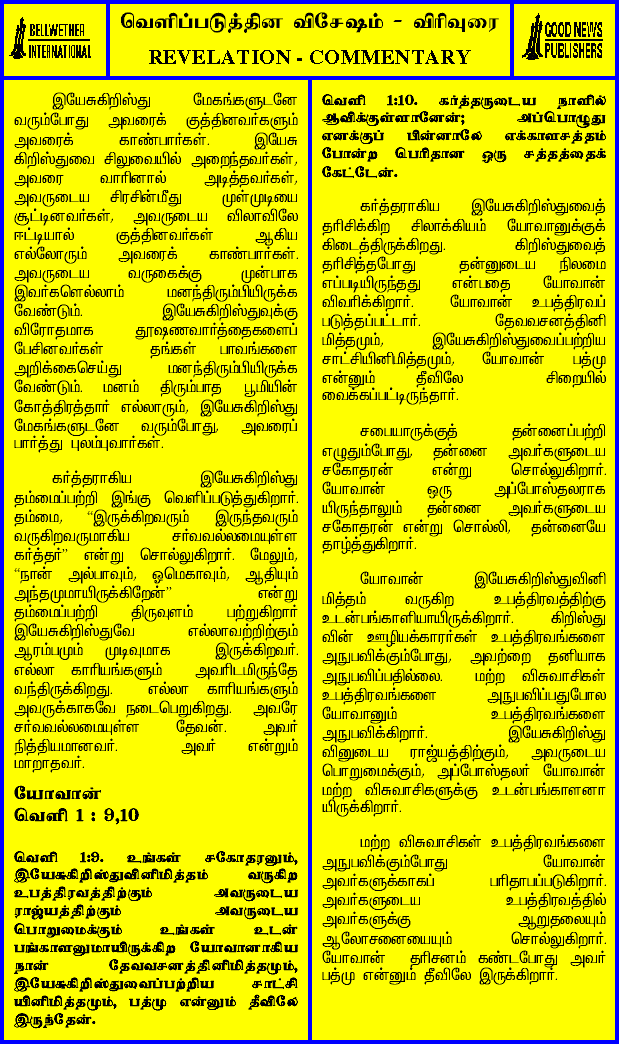 BELLWETHER
INTERNATIONAL
வெளிப்படுத்தின விசேஷம் - விரிவுரை
REVELATION - COMMENTARY
GOOD NEWS
PUBLISHERS
இயேசுகிறிஸ்து மேகங்களுடனே
வரும்போது அவரைக் குத்தினவர்களும்
அவரைக் காண்பார்கள். இயேசு
கிறிஸ்துவை சிலுவையில் அறைந்தவர்கள்,
அவரை வாரினால் அடித்தவர்கள்,
அவருடைய சிரசின்மீது முள்முடியை
சூட்டினவர்கள், அவருடைய விலாவிலே
ஈட்டியால் குத்தினவர்கள் ஆகிய
எல்லோரும் அவரைக் காண்பார்கள்.
அவருடைய வருகைக்கு முன்பாக
இவர்களெல்லாம் மனந்திரும்பியிருக்க
வேண்டும். இயேசுகிறிஸ்துவுக்கு
விரோதமாக தூஷணவார்த்தைகளைப்
பேசினவர்கள் தங்கள் பாவங்களை
அறிக்கைசெய்து மனந்திரும்பியிருக்க
வேண்டும். மனம் திரும்பாத பூமியின்
கோத்திரத்தார் எல்லாரும், இயேசுகிறிஸ்து
மேகங்களுடனே வரும்போது, அவரைப்
பார்த்து புலம்புவார்கள்.
கர்த்தராகிய இயேசுகிறிஸ்து
தம்மைப்பற்றி இங்கு வெளிப்படுத்துகிறார்.
தம்மை, “இருக்கிறவரும் இருந்தவரும்
வருகிறவருமாகிய சர்வவல்லமையுள்ள
கர்த்தர்” என்று சொல்லுகிறார். மேலும்,
“நான் அல்பாவும், ஓமெகாவும், ஆதியும்
அந்தமுமாயிருக்கிறேன்” என்று
தம்மைப்பற்றி திருவுளம் பற்றுகிறார்
இயேசுகிறிஸ்துவே எல்லாவற்றிற்கும்
ஆரம்பமும் முடிவுமாக இருக்கிறவர்.
எல்லா காரியங்களும் அவரிடமிருந்தே
வந்திருக்கிறது. எல்லா காரியங்களும்
அவருக்காகவே நடைபெறுகிறது. அவரே
சர்வவல்லமையுள்ள தேவன். அவர்
நித்தியமானவர். அவர் என்றும்
மாறாதவர்.
யோவான்
வெளி 1 : 9,10
வெளி 1:9. உங்கள் சகோதரனும்,
இயேசுகிறிஸ்துவினிமித்தம் வருகிற
உபத்திரவத்திற்கும் அவருடைய
ராஜ்யத்திற்கும் அவருடைய
பொறுமைக்கும் உங்கள் உடன்
பங்காளனுமாயிருக்கிற யோவானாகிய
நான் தேவவசனத்தினிமித்தமும்,
இயேசுகிறிஸ்துவைப்பற்றிய சாட்சி
யினிமித்தமும், பத்மு என்னும் தீவிலே
இருந்தேன்.
வெளி 1:10. கர்த்தருடைய நாளில்
ஆவிக்குள்ளானேன்; அப்பொழுது
எனக்குப் பின்னாலே எக்காளசத்தம்
போன்ற பெரிதான ஒரு சத்தத்தைக்
கேட்டேன்.
கர்த்தராகிய இயேசுகிறிஸ்துவைத்
தரிசிக்கிற சிலாக்கியம் யோவானுக்குக்
கிடைத்திருக்கிறது. கிறிஸ்துவைத்
தரிசித்தபோது தன்னுடைய நிலமை
எப்படியிருந்தது என்பதை யோவான்
விவரிக்கிறார். யோவான் உபத்திரவப்
படுத்தப்பட்டார். தேவவசனத்தினி
மித்தமும், இயேசுகிறிஸ்துவைப்பற்றிய
சாட்சியினிமித்தமும், யோவான் பத்மு
என்னும் தீவிலே சிறையில்
வைக்கப்பட்டிருந்தார்.
சபையாருக்குத் தன்னைப்பற்றி
எழுதும்போது, தன்னை அவர்களுடைய
சகோதரன் என்று சொல்லுகிறார்.
யோவான் ஒரு அப்போஸ்தலராக
யிருந்தாலும் தன்னை அவர்களுடைய
சகோதரன் என்று சொல்லி, தன்னையே
தாழ்த்துகிறார்.
யோவான் இயேசுகிறிஸ்துவினி
மித்தம் வருகிற உபத்திரவத்திற்கு
உடன்பங்காளியாயிருக்கிறார். கிறிஸ்து
வின் ஊழியக்காரர்கள் உபத்திரவங்களை
அநுபவிக்கும்போது, அவற்றை தனியாக
அநுபவிப்பதில்லை. மற்ற விசுவாசிகள்
உபத்திரவங்களை அநுபவிப்பதுபோல
யோவானும் உபத்திரவங்களை
அநுபவிக்கிறார். இயேசுகிறிஸ்து
வினுடைய ராஜ்யத்திற்கும், அவருடைய
பொறுமைக்கும், அப்போஸ்தலர் யோவான்
மற்ற விசுவாசிகளுக்கு உடன்பங்காளனா
யிருக்கிறார்.
மற்ற விசுவாசிகள் உபத்திரவங்களை
அநுபவிக்கும்போது யோவான்
அவர்களுக்காகப் பரிதாபப்படுகிறார்.
அவர்களுடைய உபத்திரவத்தில்
அவர்களுக்கு ஆறுதலையும்
ஆலோசனையையும் சொல்லுகிறார்.
யோவான் தரிசனம் கண்டபோது அவர்
பத்மு என்னும் தீவிலே இருக்கிறார்.